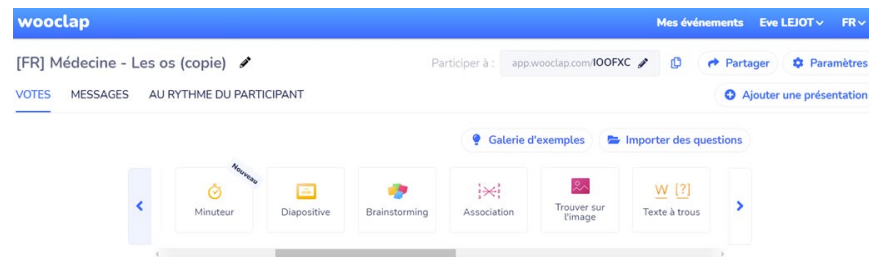 wooclap
Mes événements Eve LEJOT FR
[FR] Médecine - Les os (copie)
Participer à : app.wooclap.com/IOOFXC Partager Paramètres
VOTES MESSAGES AU RYTHME DU PARTICIPANT
Ajouter une présentation
Galerie d'exemples Importer des questions
Nouveau
Minuteur Diapositive Brainstorming Association Trouver sur l'image W [?] Texte à trous